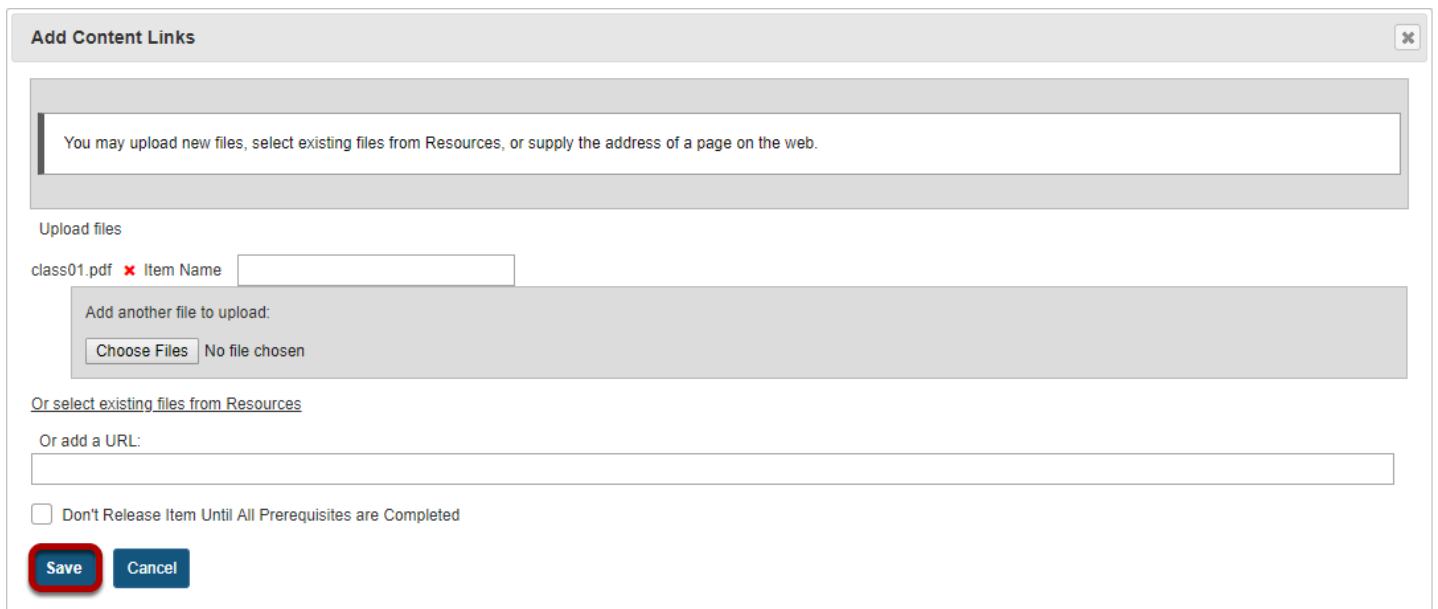 Add Content Links
You may upload new files, select existing files from Resources, or supply the address of a page on the web.
Upload files
class01.pdf Item Name
Add another file to upload:
Choose Files No file chosen
Or select existing files from Resources
Or add a URL:
Don't Release Item Until All Prerequisites are Completed
Save Cancel